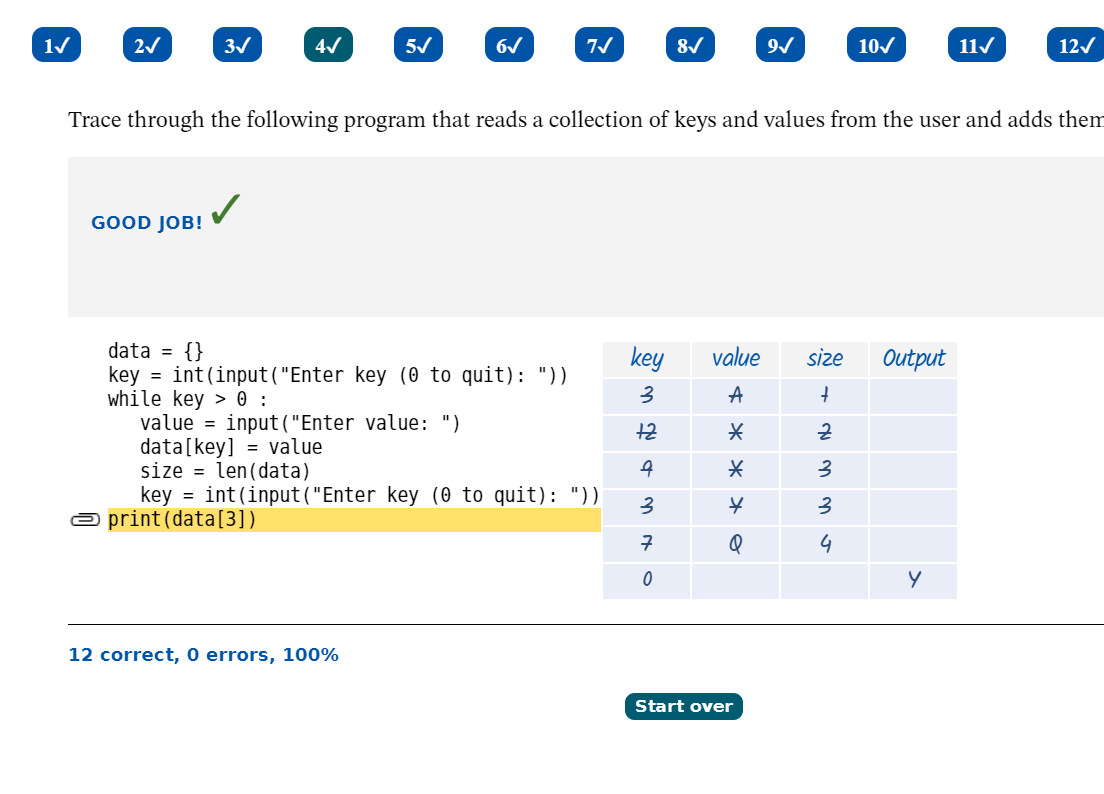 1✓ 2✓ 3✓ 4✓ 5✓ 6✓ 7✓ 8✓ 9✓ 10✓ 11✓ 12✓
Trace through the following program that reads a collection of keys and values from the user and adds them
GOOD JOB! ✓
data = {}
key = int(input("Enter key (0 to quit): "))
while key > 0 :
   value = input("Enter value: ")
   data[key] = value
   size = len(data)
   key = int(input("Enter key (0 to quit): "))
print(data[3])
key value size Output
3 A 1
12 X 2
9 X 3
3 Y 3
7 Q 4
0 Y
12 correct, 0 errors, 100%
Start over